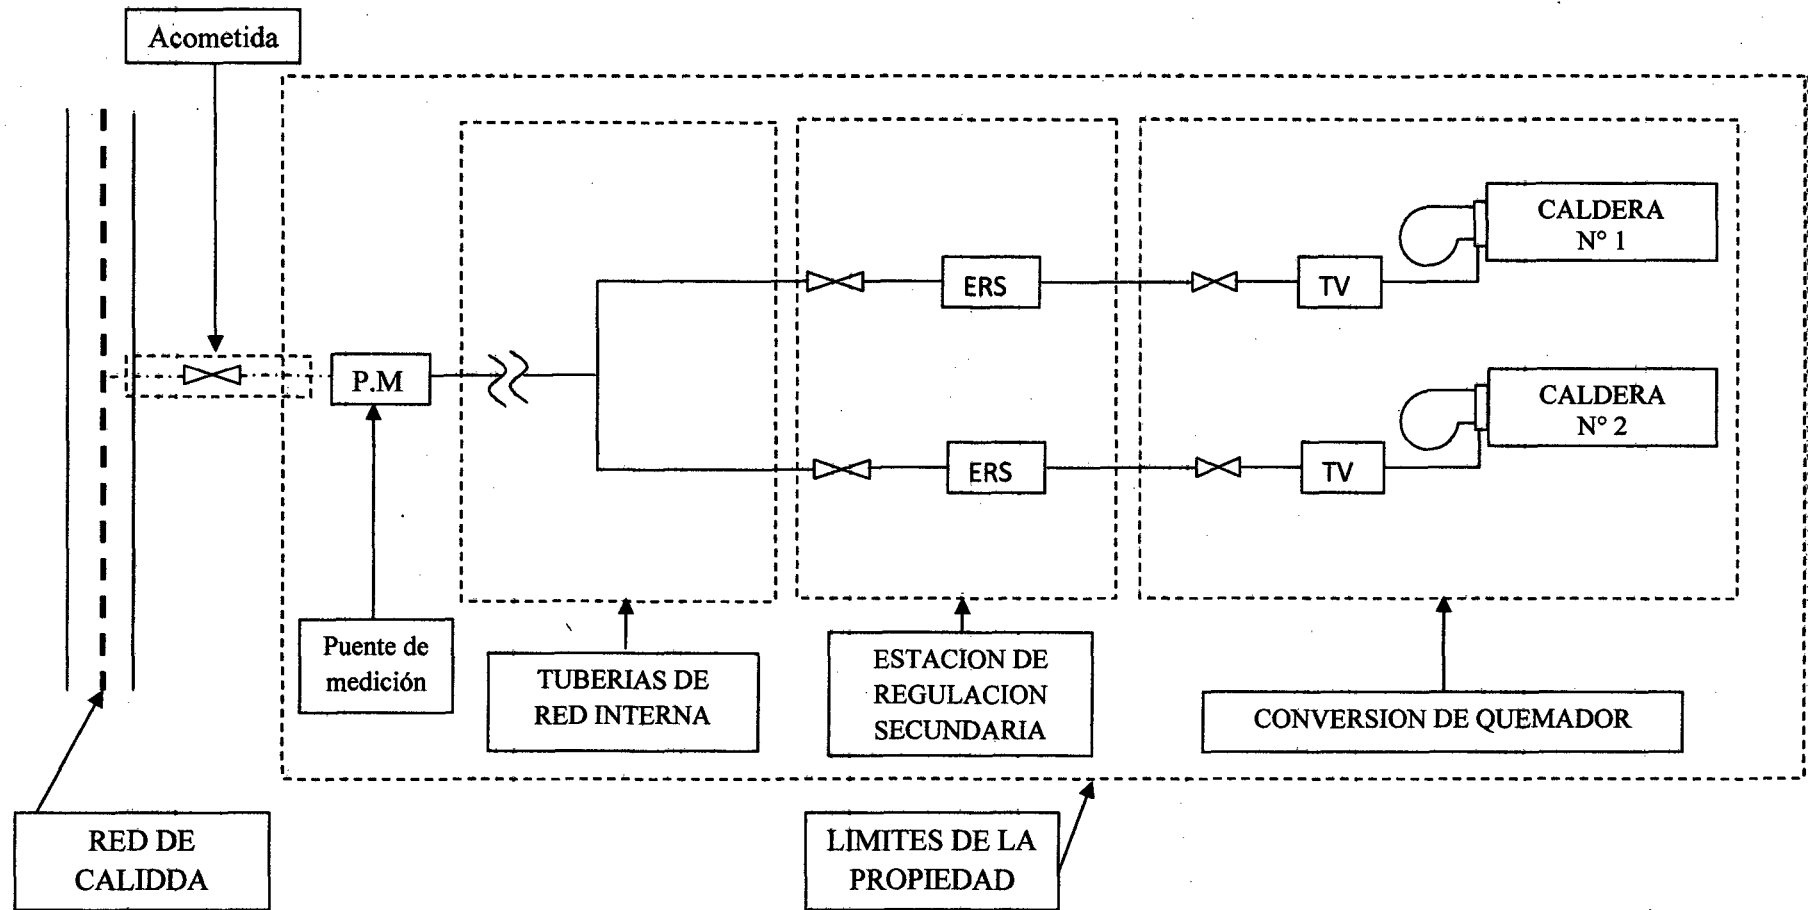 Acometida
CALDERA
N° 1
ERS
TV
P.M
CALDERA
N° 2
ERS
TV
Puente de
medición
TUBERIAS DE
RED INTERNA
ESTACION DE
REGULACION
SECUNDARIA
CONVERSION DE QUEMADOR
RED DE
CALIDDA
LIMITES DE LA
PROPIEDAD